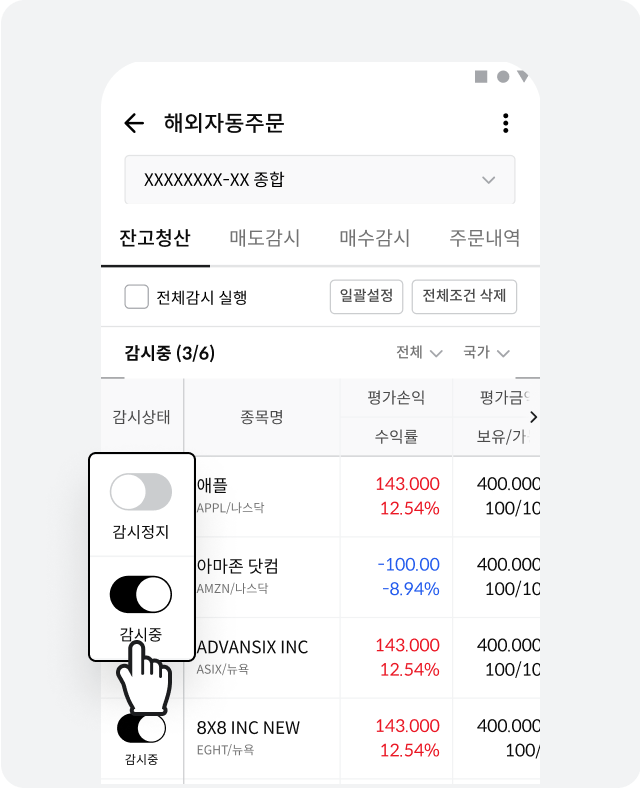 해외자동주문
XXXXXXXX-XX 종합
잔고청산 매도감시 매수감시 주문내역
전체감시 실행 일괄설정 전체조건 삭제
감시중 (3/6) 전체 국가
감시상태 종목명 평가손익 평가금
수익률 보유/가
애플 143.000 400.000
APPL/나스닥 12.54% 100/10
감시정지
아마존 닷컴 -100.00 400.000
AMZN/나스닥 -8.94% 100/10
감시중
ADVANSIX INC 143.000 400.000
ASIX/뉴욕 12.54% 100/10
8X8 INC NEW 143.000 400.000
EGHT/뉴욕 12.54% 100/
감시중